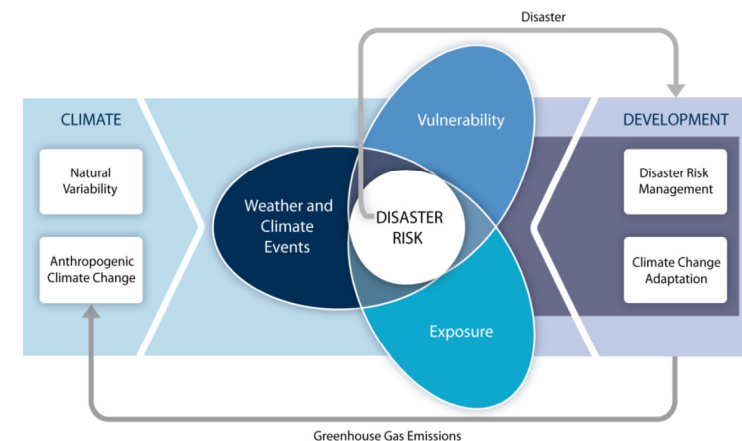 Disaster
CLIMATE
Natural
Variability
Anthropogenic
Climate Change
Weather and
Climate
Events
Vulnerability
DISASTER
RISK
Exposure
DEVELOPMENT
Disaster Risk
Management
Climate Change
Adaptation
Greenhouse Gas Emissions